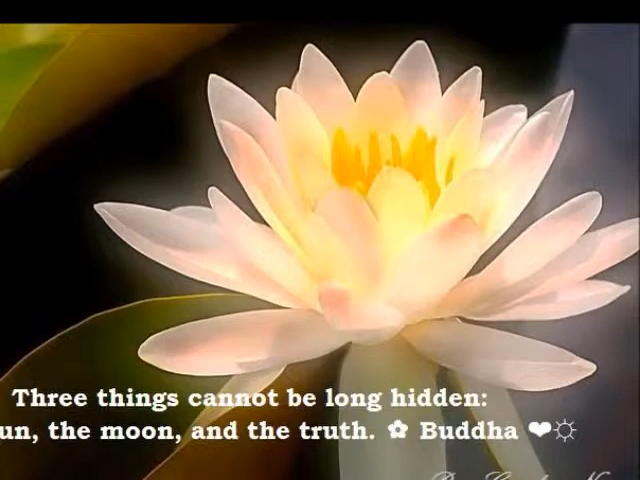 Three things cannot be long hidden:
un, the moon, and the truth. ✿ Buddha ❤☼